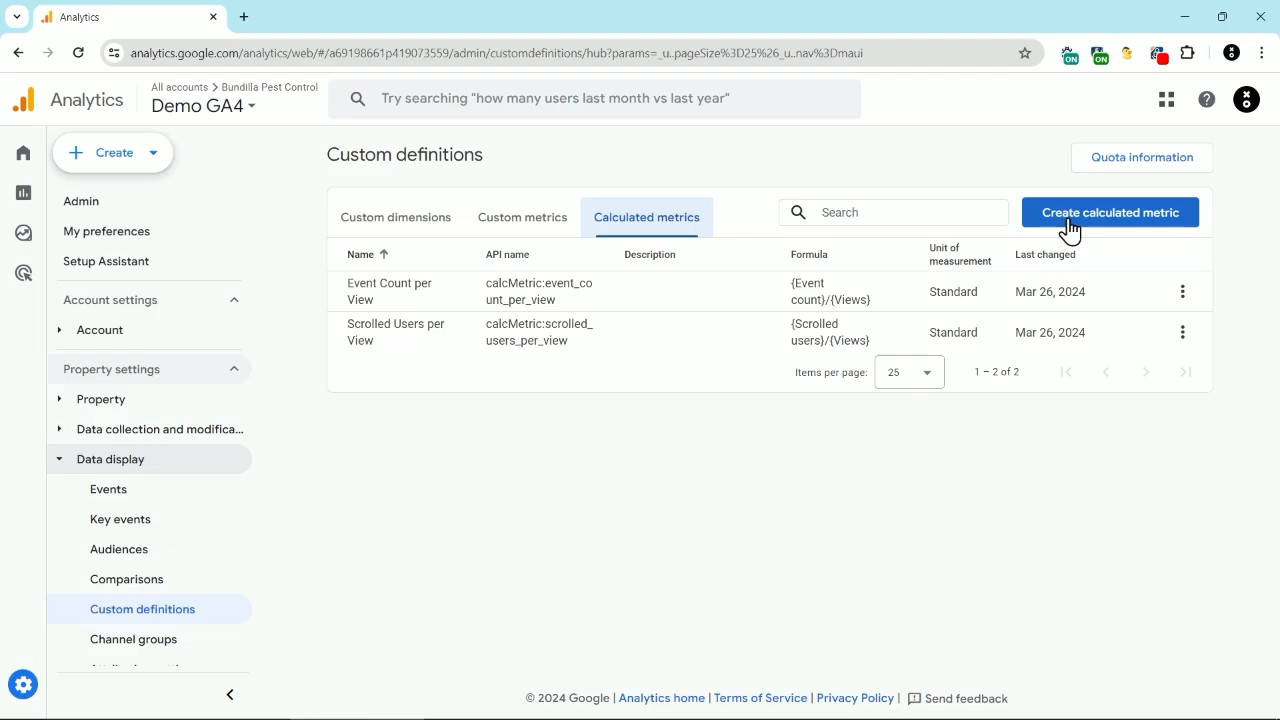 Analytics
analytics.google.com/analytics/web/#/a69198661p419073559/admin/customdefinitions/hub?params=_u..pageSize%3D25%26_u..nav%3Dmaui
ON
ON
Analytics
All accounts > Bundilla Pest Control
Demo GA4
Try searching "how many users last month vs last year"
Create
Admin
My preferences
Setup Assistant
Account settings
Account
Property settings
Property
Data collection and modifica...
Data display
Events
Key events
Audiences
Comparisons
Custom definitions
Channel groups
Custom definitions
Quota information
Custom dimensions
Custom metrics
Calculated metrics
Search
Create calculated metric
Name
API name
Description
Formula
Unit of
measurement
Last changed
Event Count per
View
calcMetric:event_co
unt_per_view
{Event
count}/{Views}
Standard
Mar 26, 2024
Scrolled Users per
View
calcMetric:scrolled_
users_per_view
{Scrolled
users}/{Views}
Standard
Mar 26, 2024
Items per page:
25
1 – 2 of 2
© 2024 Google | Analytics home | Terms of Service | Privacy Policy | Send feedback